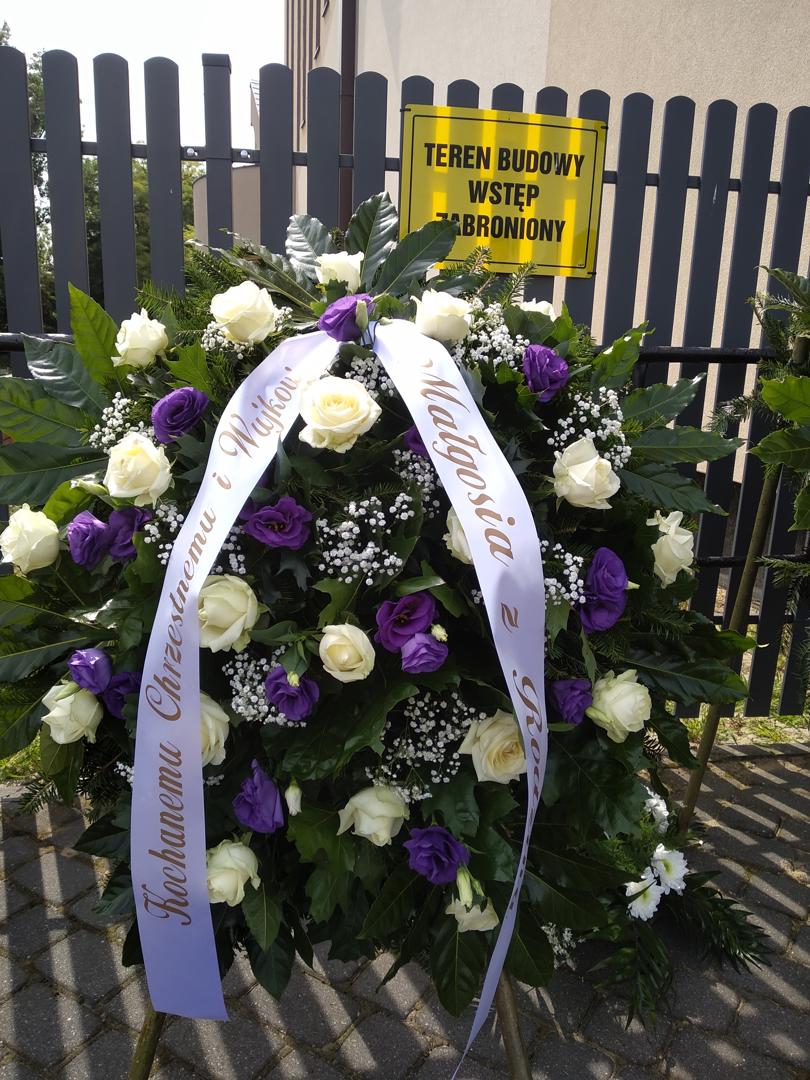 TEREN BUDOWY
WSTĘP
ZABRONIONY
Kochanemu Chrzestnemu i Wujkowi
Małgosia z